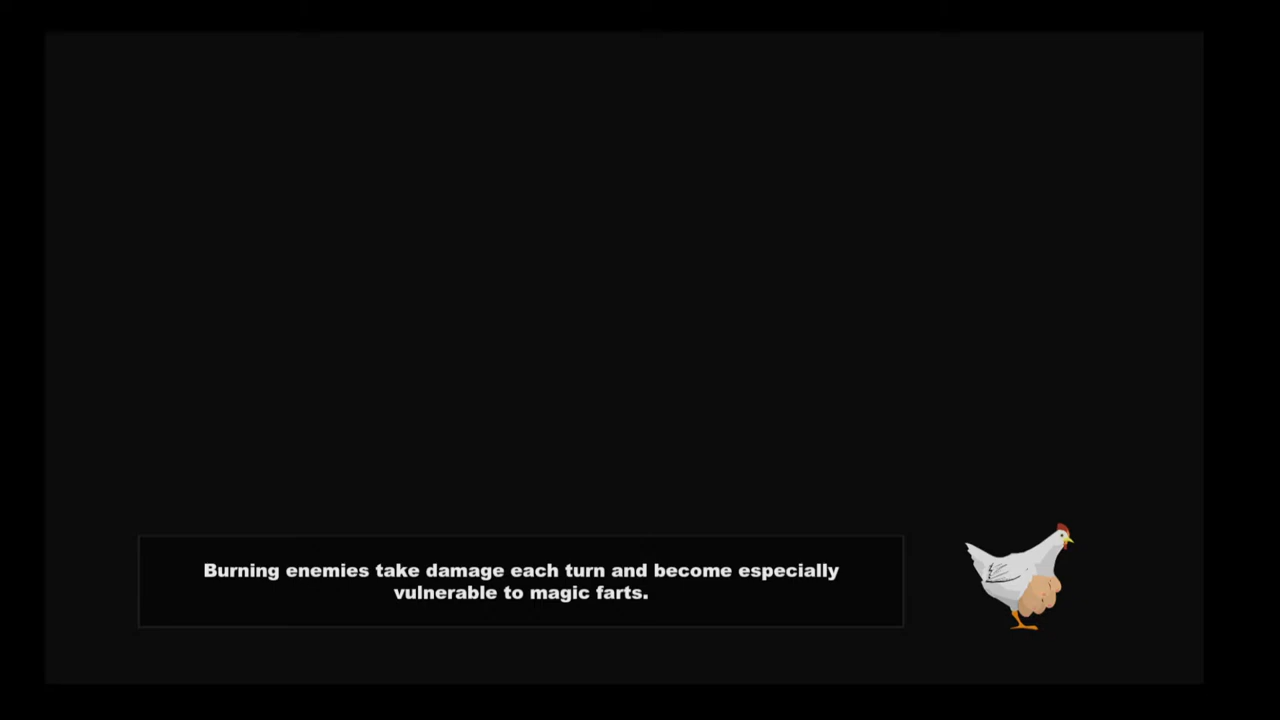 Burning enemies take damage each turn and become especially
vulnerable to magic farts.